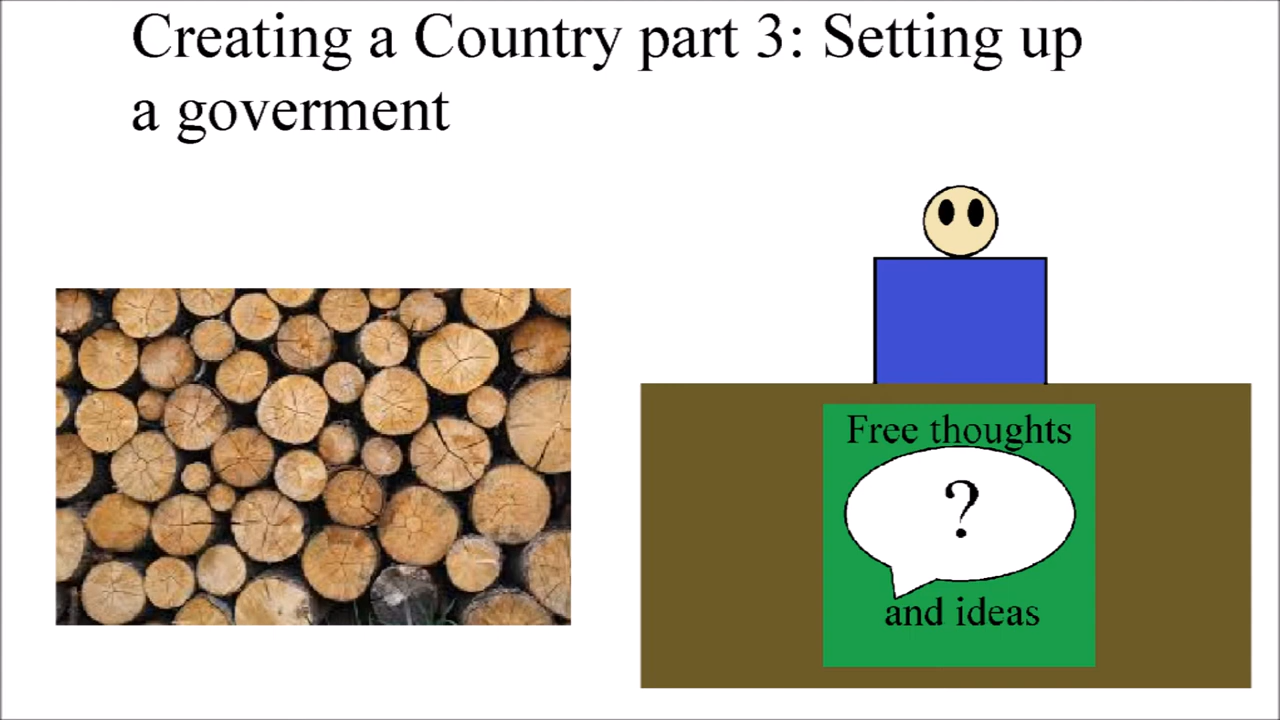 Creating a Country part 3: Setting up
a goverment
Free thoughts
?
and ideas